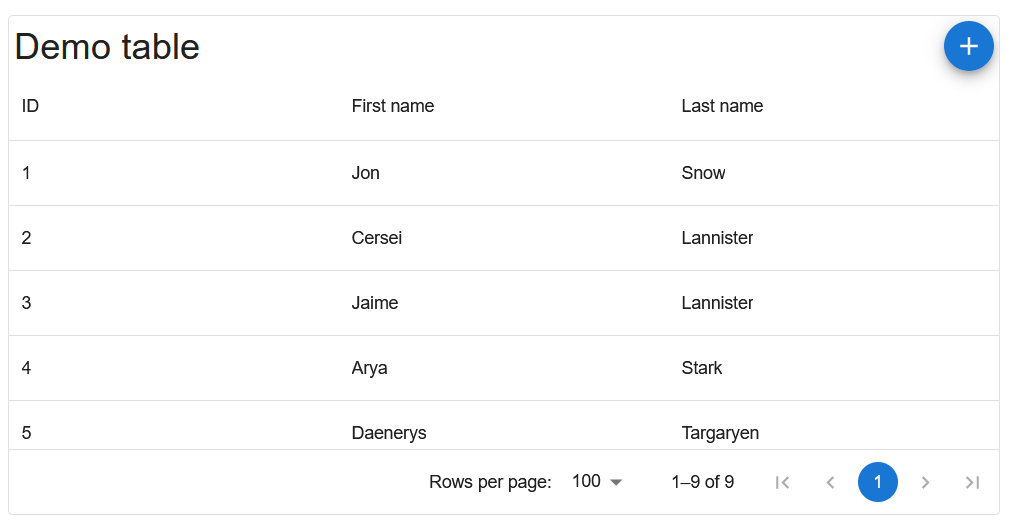 Demo table
ID First name Last name
1 Jon Snow
2 Cersei Lannister
3 Jaime Lannister
4 Arya Stark
5 Daenerys Targaryen
Rows per page: 100 1–9 of 9 1